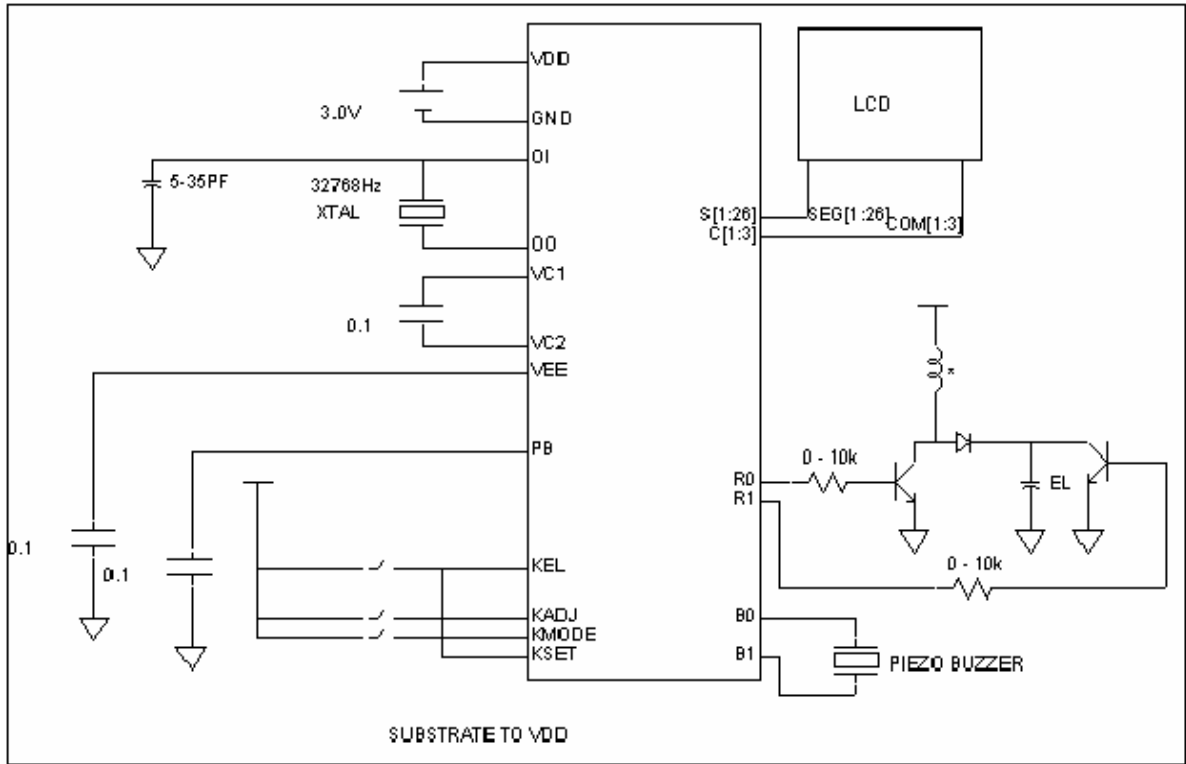 VDD
3.0V
GND
OI
5-35PF
32768Hz
XTAL
OO
VC1
0.1
VC2
VEE
PB
0.1
0.1
KEL
KADJ
KMODE
KSET
LCD
S[1:26]
SEG[1:26]
C[1:3]
COM[1:3]
*
0 - 10k
R0
R1
EL
0 - 10k
B0
B1
PIEZO BUZZER
SUBSTRATE TO VDD